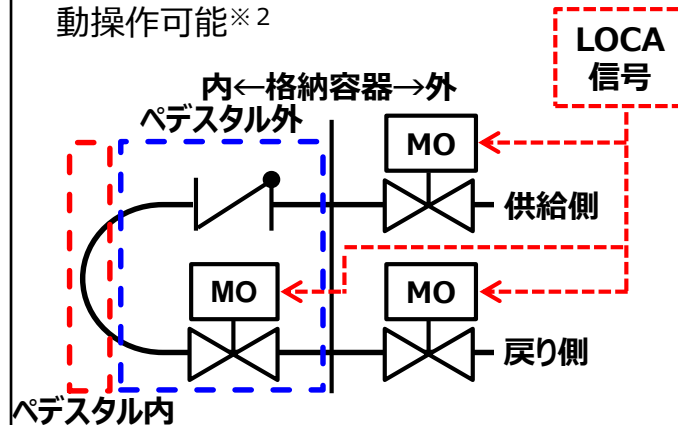 動操作可能※2
LOCA
信号
内←格納容器→外
ペデスタル外
MO
供給側
MO
MO
戻り側
ペデスタル内